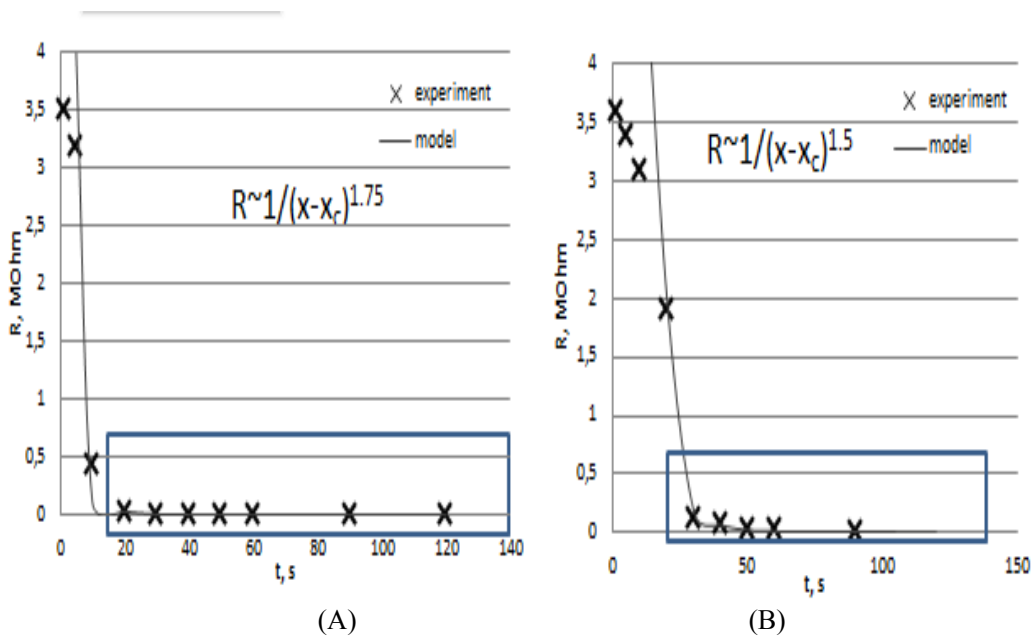 4
3,5
3
2,5
2
1,5
1
0,5
0
R, MOhm
× experiment
— model
R~1/(x-x_c)^1.75
0 20 40 60 80 100 120 140
t, s
(A)
4
3,5
3
2,5
2
1,5
1
0,5
0
R, MOhm
× experiment
— model
R~1/(x-x_c)^1.5
0 50 100 150
t, s
(B)